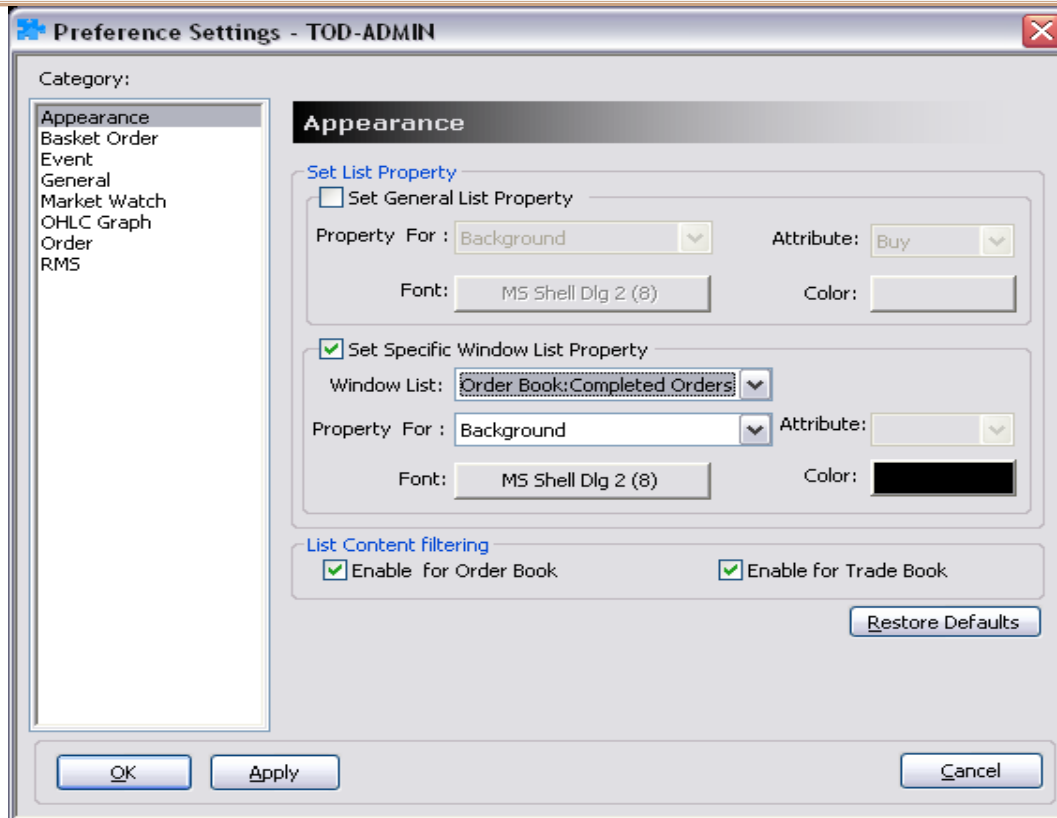 Preference Settings - TOD-ADMIN
Category:
Appearance
Basket Order
Event
General
Market Watch
OHLC Graph
Order
RMS
Appearance
Set List Property
Set General List Property
Property For : Background Attribute: Buy
Font: MS Shell Dlg 2 (8) Color:
Set Specific Window List Property
Window List: Order Book:Completed Orders
Property For : Background Attribute:
Font: MS Shell Dlg 2 (8) Color:
List Content filtering
Enable for Order Book Enable for Trade Book
Restore Defaults
OK Apply Cancel